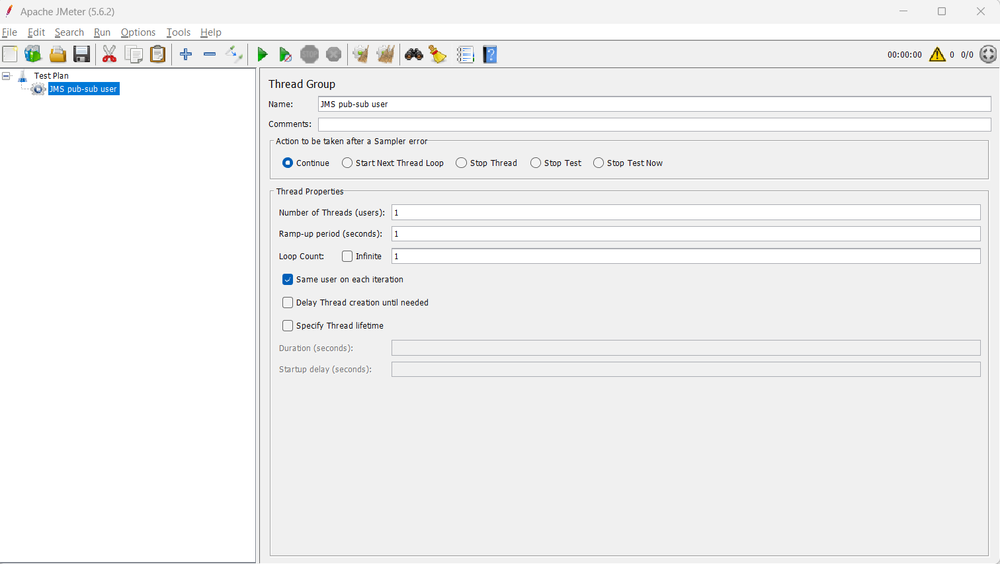 Apache JMeter (5.6.2)
File Edit Search Run Options Tools Help
STOP
00:00:00 0 0/0
Test Plan
JMS pub-sub user
Thread Group
Name: JMS pub-sub user
Comments:
Action to be taken after a Sampler error
Continue Start Next Thread Loop Stop Thread Stop Test Stop Test Now
Thread Properties
Number of Threads (users): 1
Ramp-up period (seconds): 1
Loop Count: Infinite 1
Same user on each iteration
Delay Thread creation until needed
Specify Thread lifetime
Duration (seconds):
Startup delay (seconds):